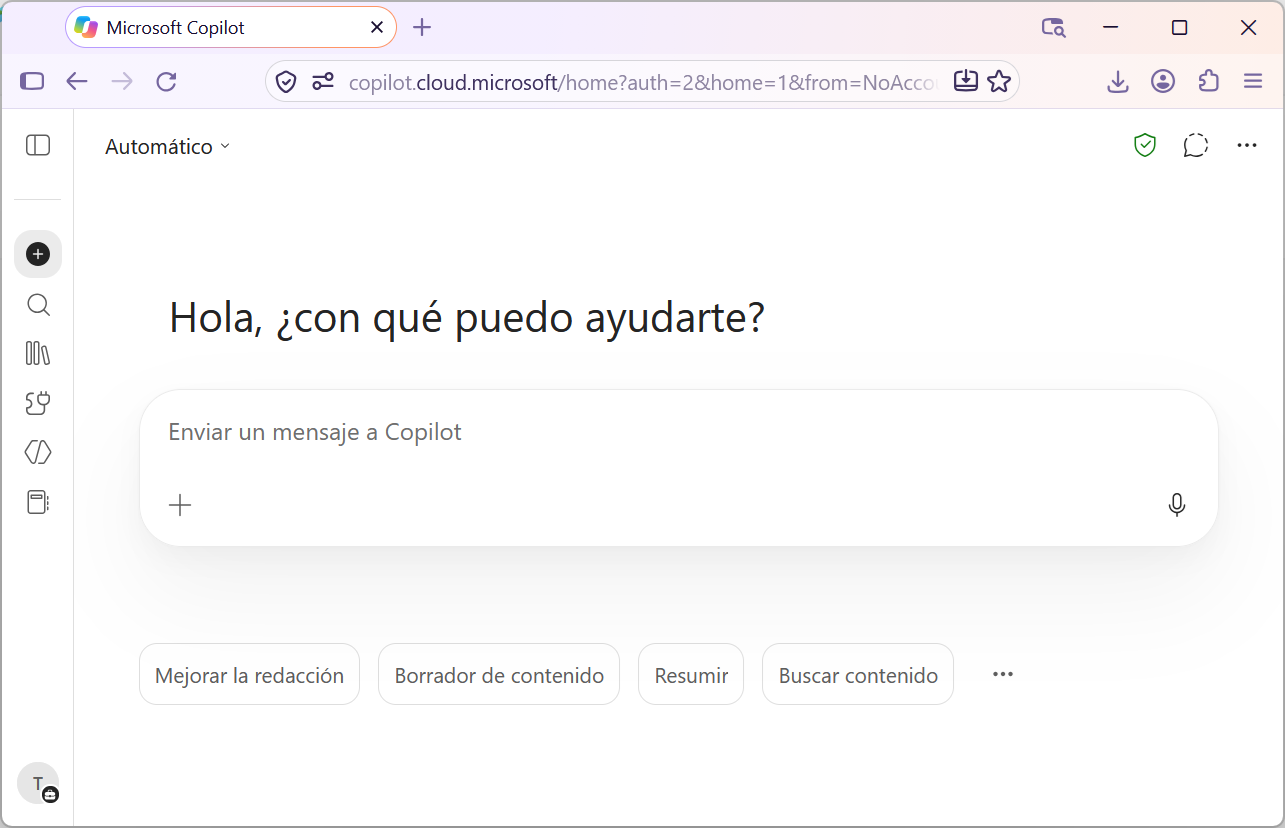 Microsoft Copilot
copilot.cloud.microsoft/home?auth=2&home=1&from=NoAcco
Automático
Hola, ¿con qué puedo ayudarte?
Enviar un mensaje a Copilot
Mejorar la redacción
Borrador de contenido
Resumir
Buscar contenido
T